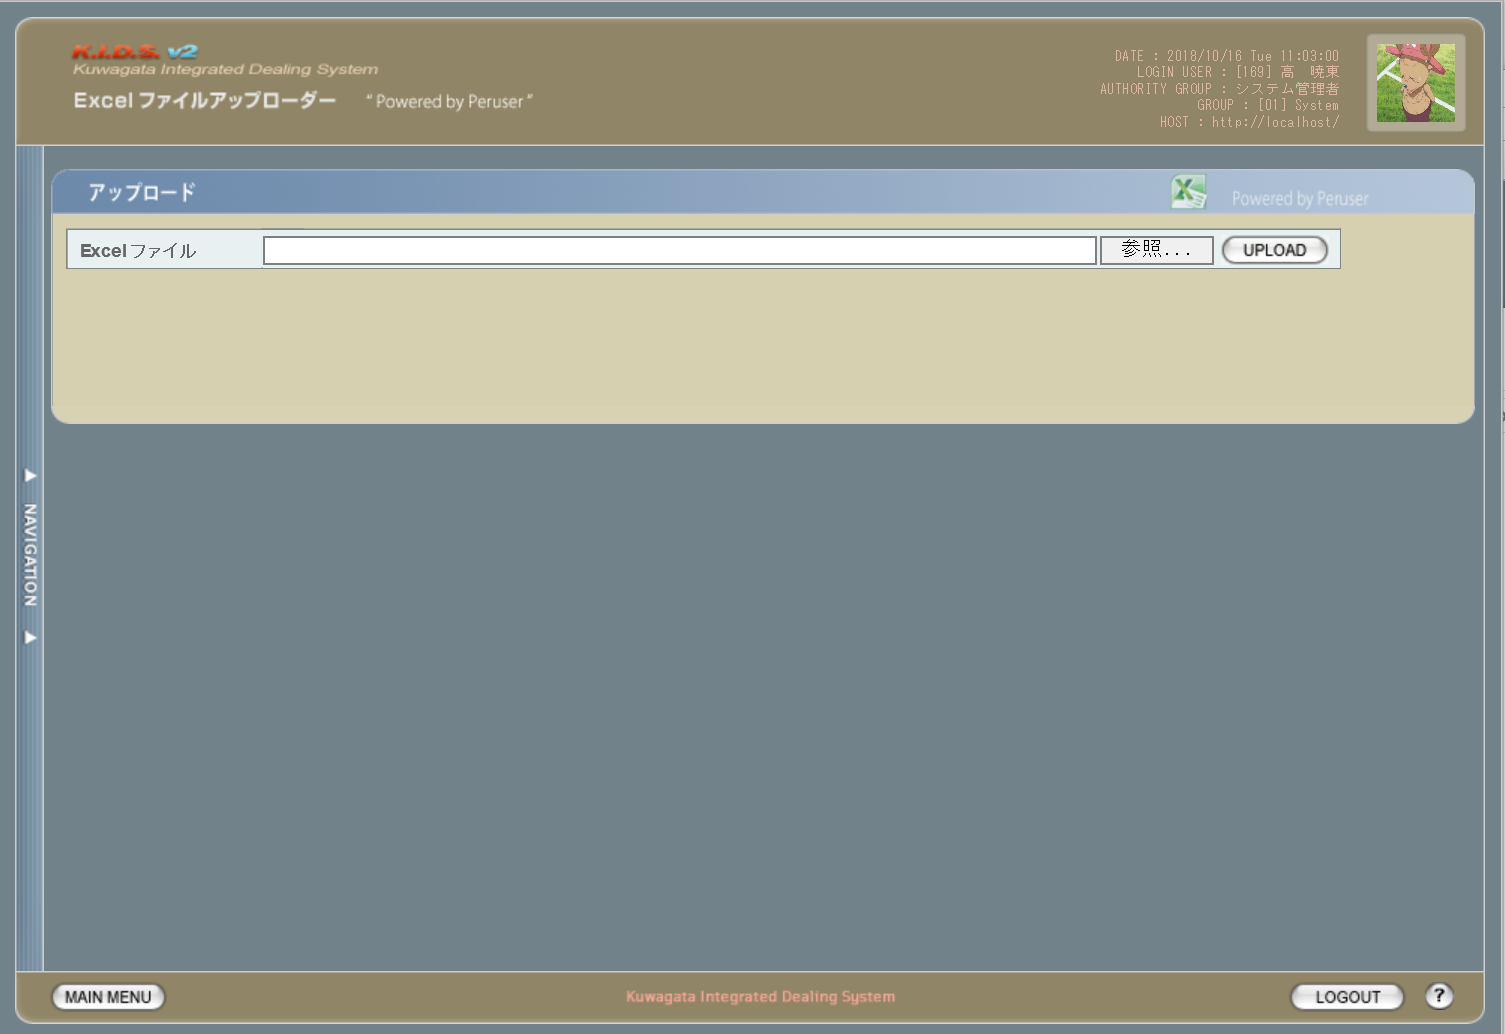 K.I.D.S. v2
Kuwagata Integrated Dealing System
Excel ファイルアップローダー “ Powered by Peruser ”
DATE : 2018/10/16 Tue 11:03:00
LOGIN USER : [169] 高　暁東
AUTHORITY GROUP : システム管理者
GROUP : [01] System
HOST : http://localhost/
アップロード
Powered by Peruser
Excel ファイル
参照...
UPLOAD
NAVIGATION
MAIN MENU
Kuwagata Integrated Dealing System
LOGOUT
?